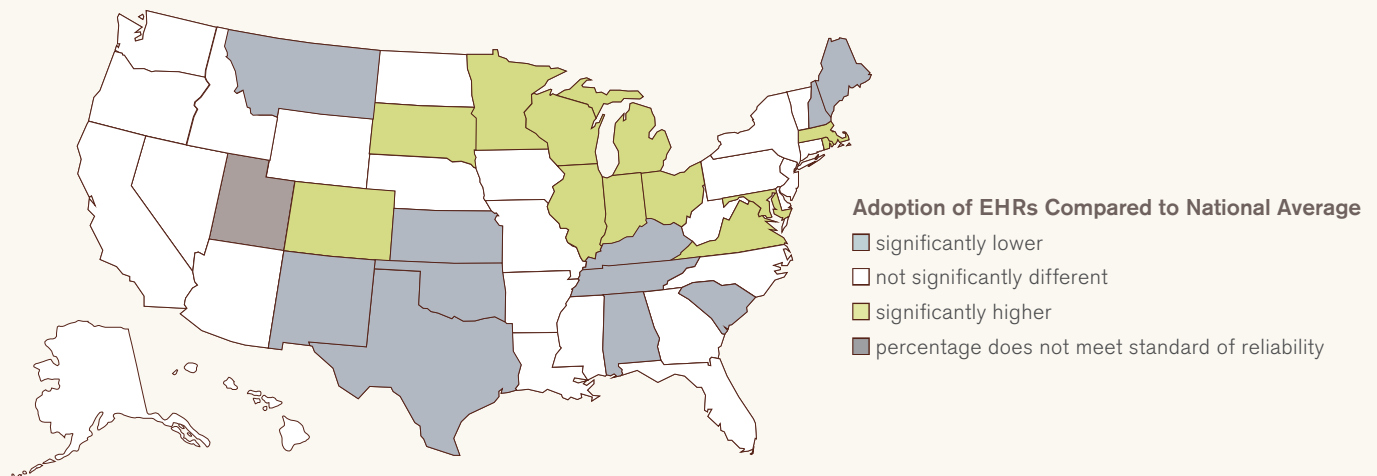 Adoption of EHRs Compared to National Average
significantly lower
not significantly different
significantly higher
percentage does not meet standard of reliability